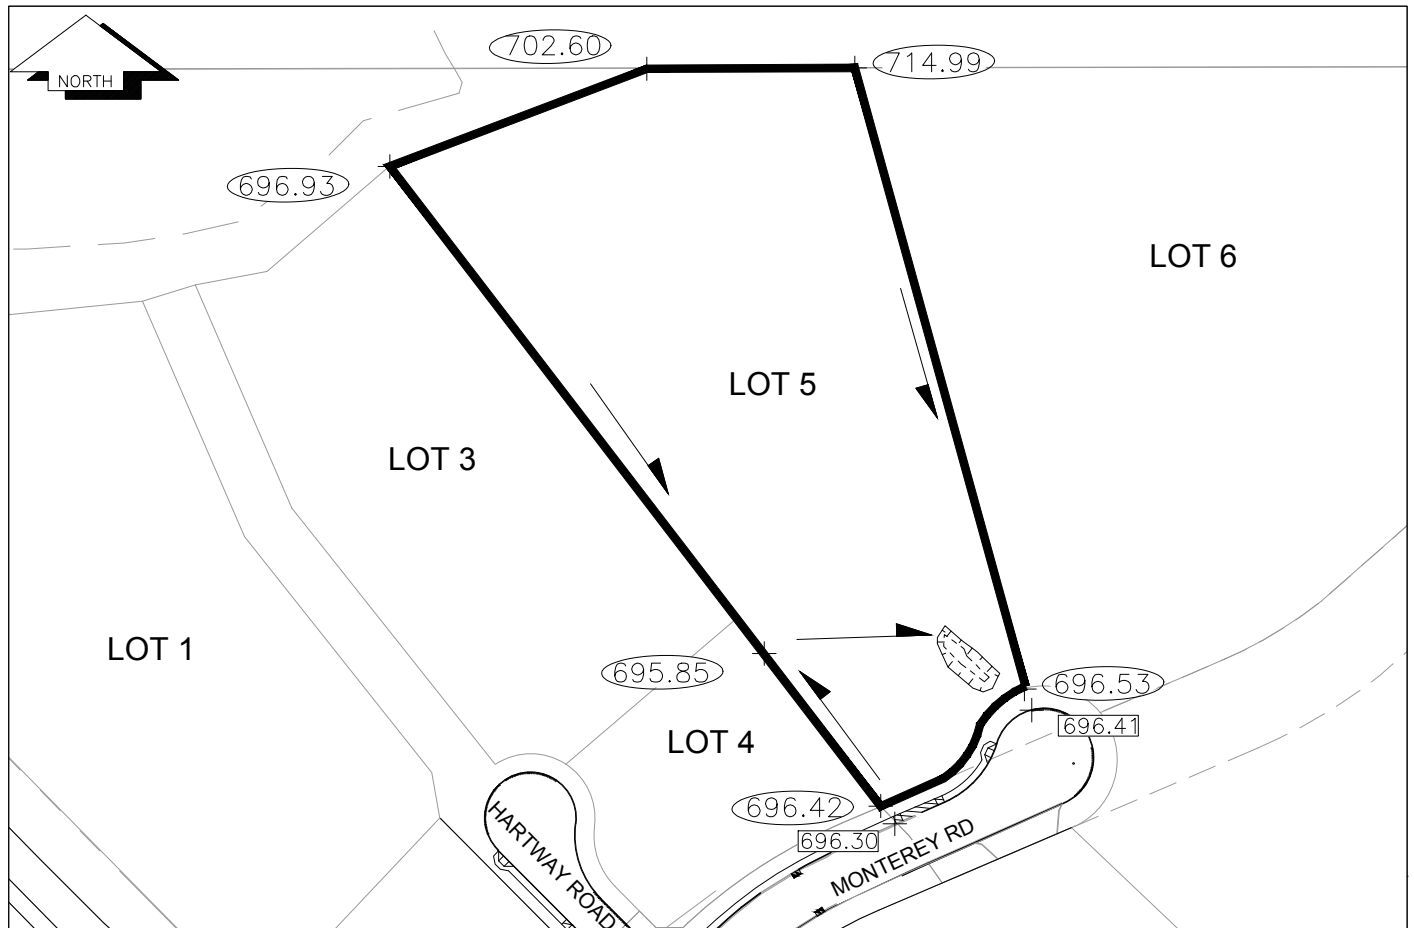 702.60
714.99
NORTH
696.93
LOT 6
LOT 5
LOT 3
LOT 1
695.85
696.53
696.41
LOT 4
696.42
696.30
MONTEREY RD
HARTWAY ROAD